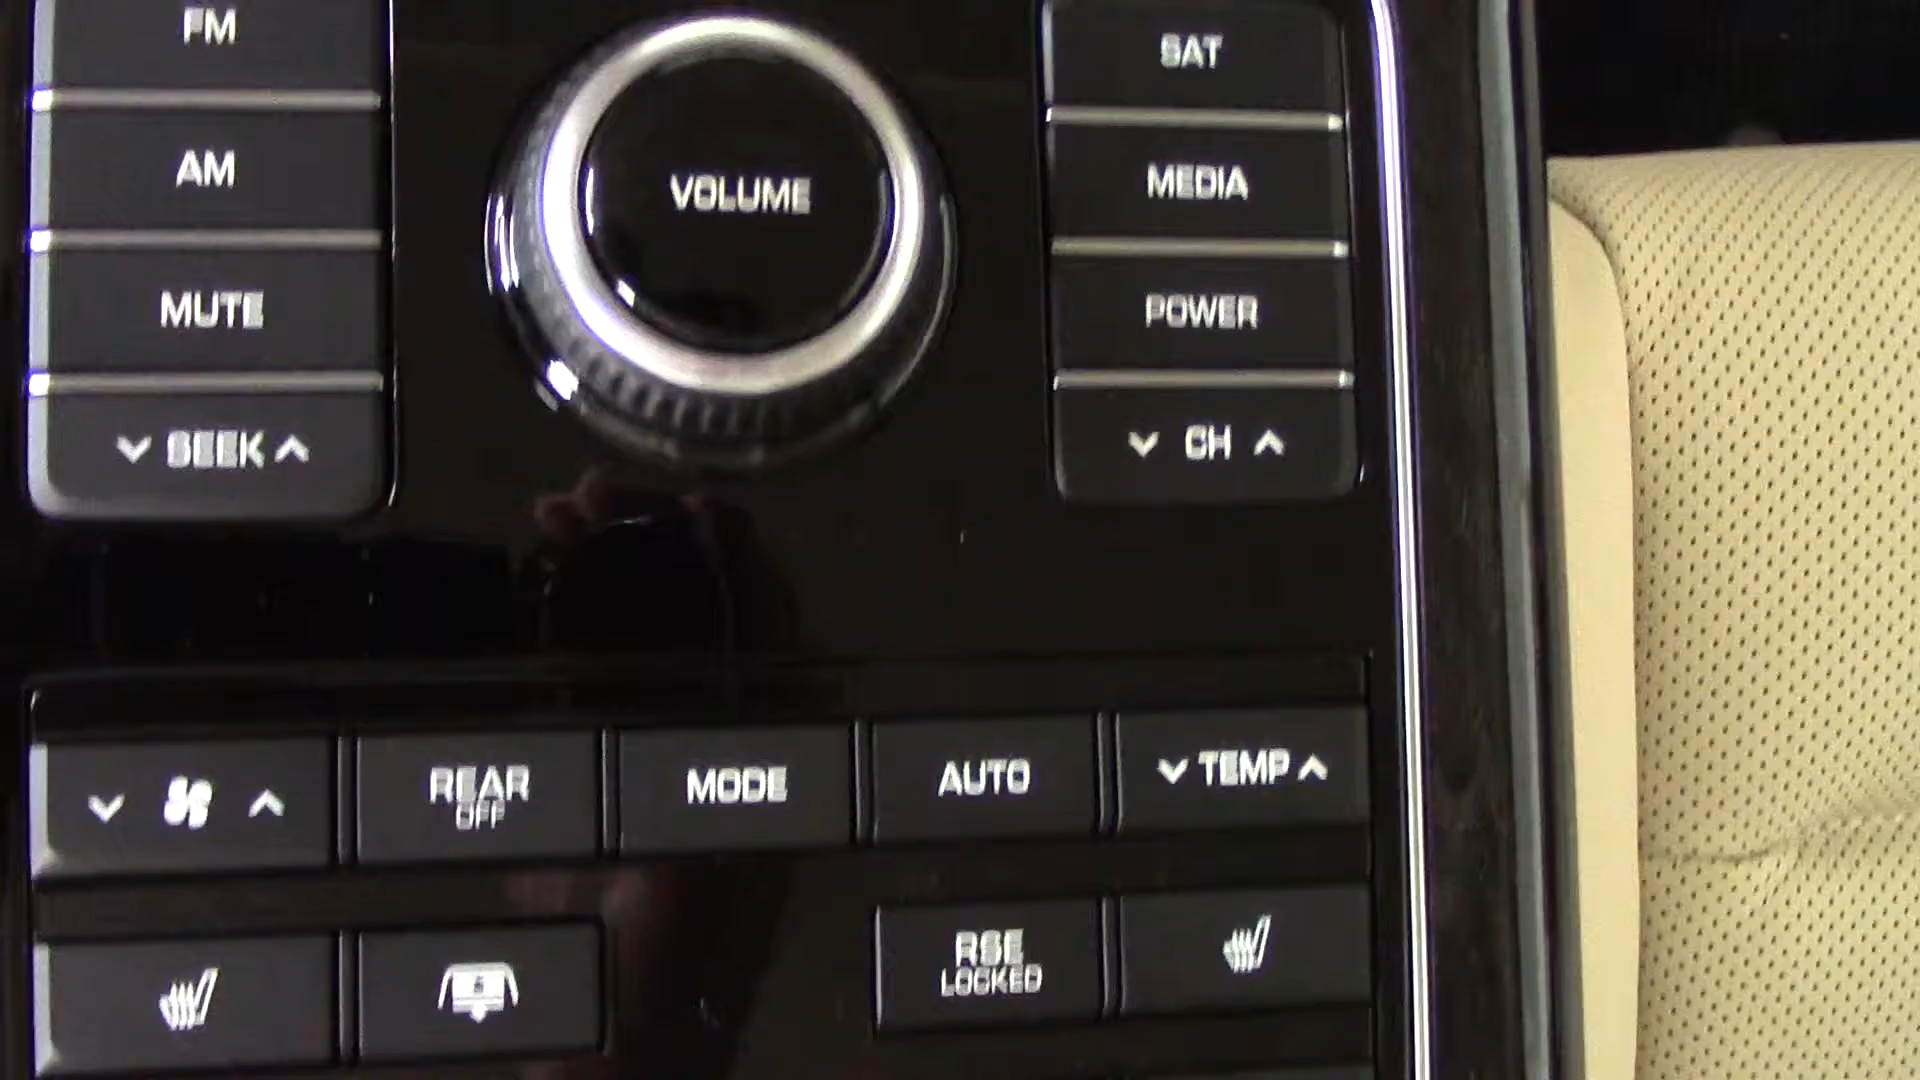 FM
AM
MUTE
SEEK
VOLUME
SAT
MEDIA
POWER
CH
REAR
OFF
MODE
AUTO
TEMP
RSE
LOCKED